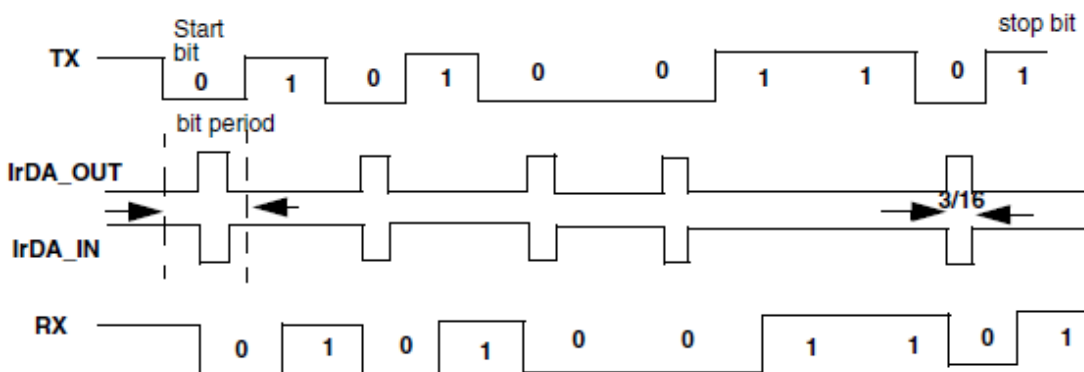 Start
bit
stop bit
TX
0 1 0 1 0 0 1 1 0 1
bit period
IrDA_OUT
3/16
IrDA_IN
RX
0 1 0 1 0 0 1 1 0 1